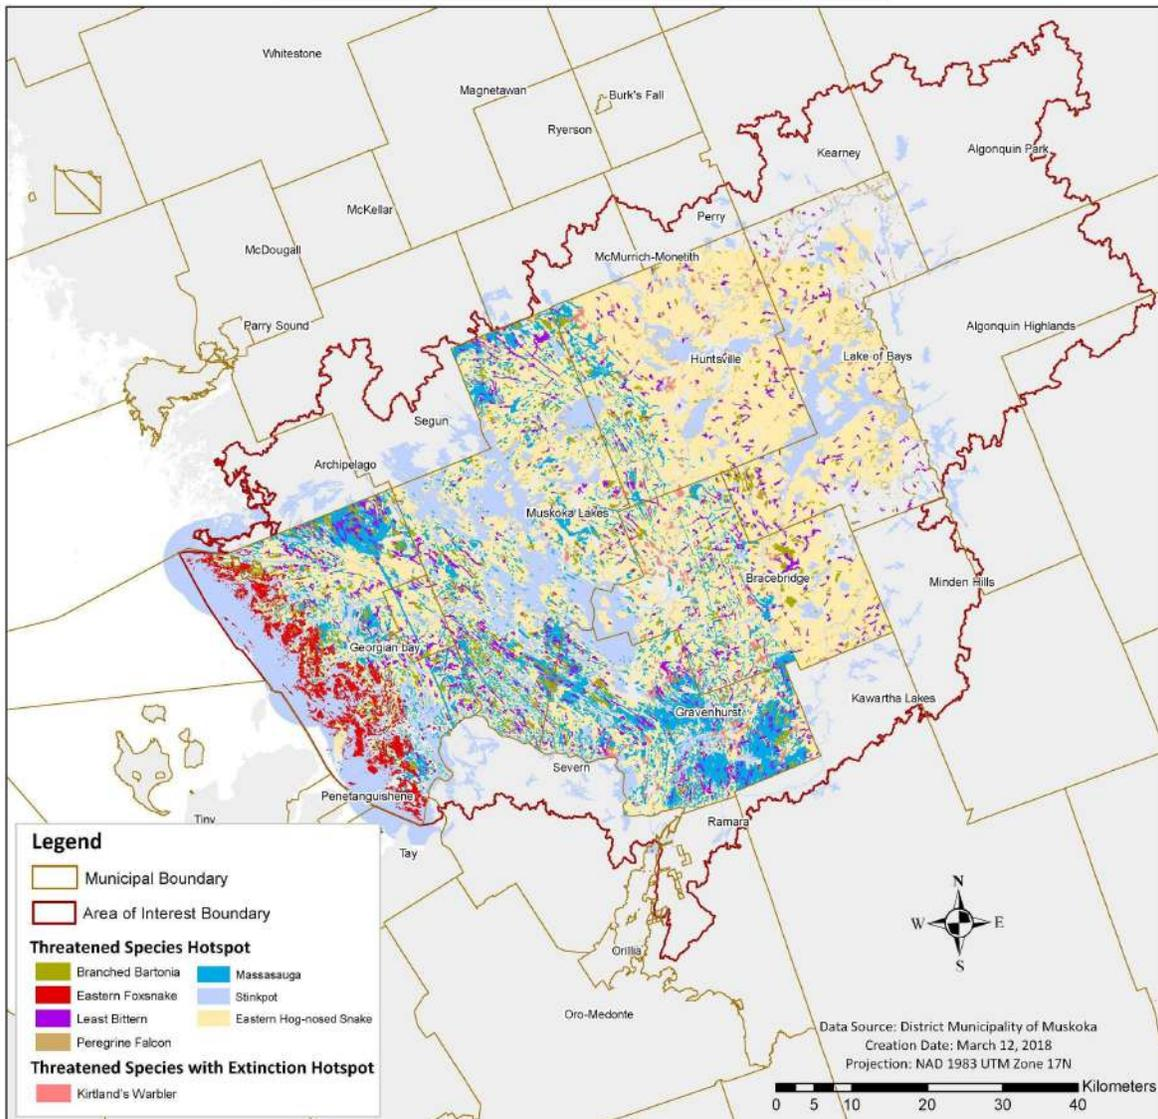 Whitestone
Magnetawan
Burk's Fall
Ryerson
Kearney
Algonquin Park
McKellar
Perry
McDougall
McMurrich-Monetith
Parry Sound
Algonquin Highlands
Huntsville
Lake of Bays
Segun
Archipelago
Muskoka Lakes
Bracebridge
Minden Hills
Georgian bay
Kawartha Lakes
Gravenhurst
Severn
Penetanguishene
Tiny
Ramara
Tay
Legend
Municipal Boundary
Area of Interest Boundary
Threatened Species Hotspot
Branched Bartonia
Massasauga
Eastern Foxsnake
Stinkpot
Least Bittern
Eastern Hog-nosed Snake
Peregrine Falcon
Threatened Species with Extinction Hotspot
Kirtland's Warbler
N
W E
S
Orillia
Oro-Medonte
Data Source: District Municipality of Muskoka
Creation Date: March 12, 2018
Projection: NAD 1983 UTM Zone 17N
Kilometers
0 5 10 20 30 40